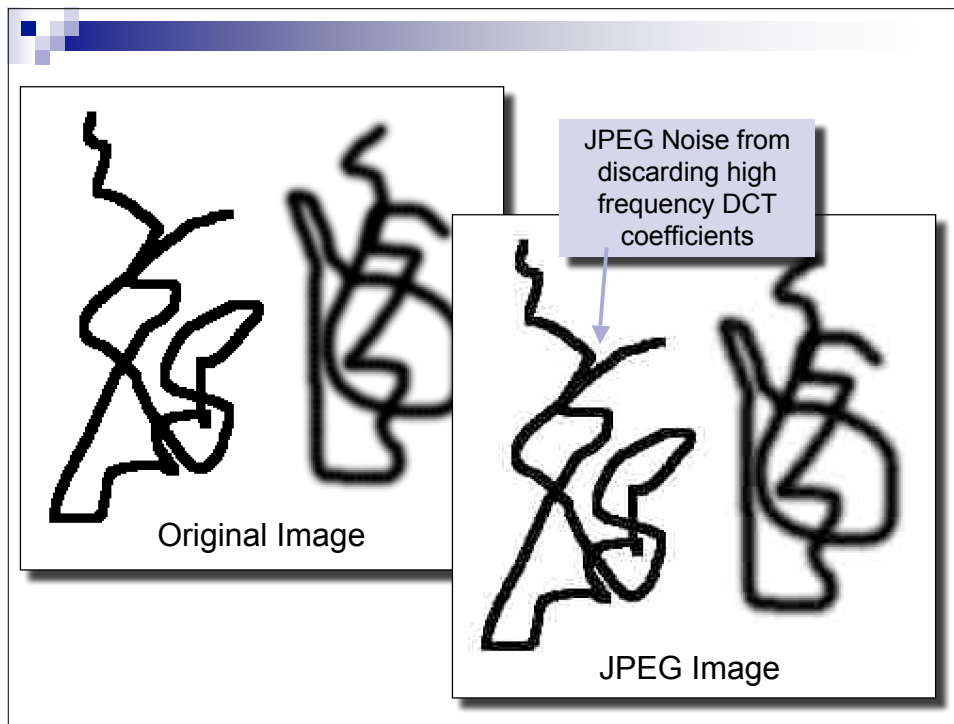 JPEG Noise from
discarding high
frequency DCT
coefficients
Original Image
JPEG Image